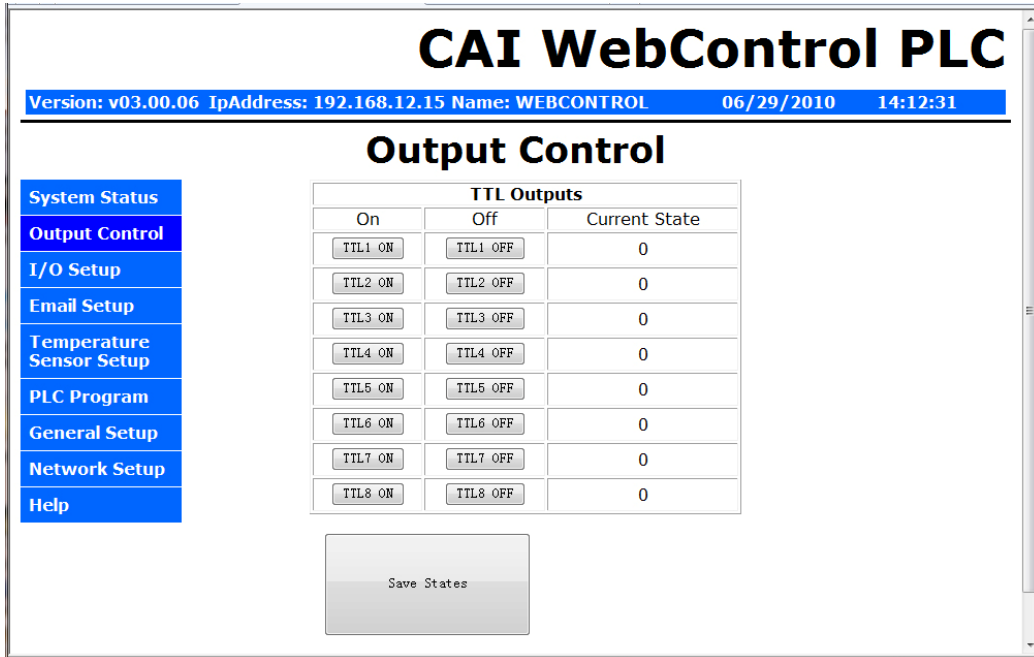 CAI WebControl PLC
Version: v03.00.06 IpAddress: 192.168.12.15 Name: WEBCONTROL 06/29/2010 14:12:31
Output Control
System Status
Output Control
I/O Setup
Email Setup
Temperature
Sensor Setup
PLC Program
General Setup
Network Setup
Help
TTL Outputs
On Off Current State
TTL1 ON TTL1 OFF 0
TTL2 ON TTL2 OFF 0
TTL3 ON TTL3 OFF 0
TTL4 ON TTL4 OFF 0
TTL5 ON TTL5 OFF 0
TTL6 ON TTL6 OFF 0
TTL7 ON TTL7 OFF 0
TTL8 ON TTL8 OFF 0
Save States